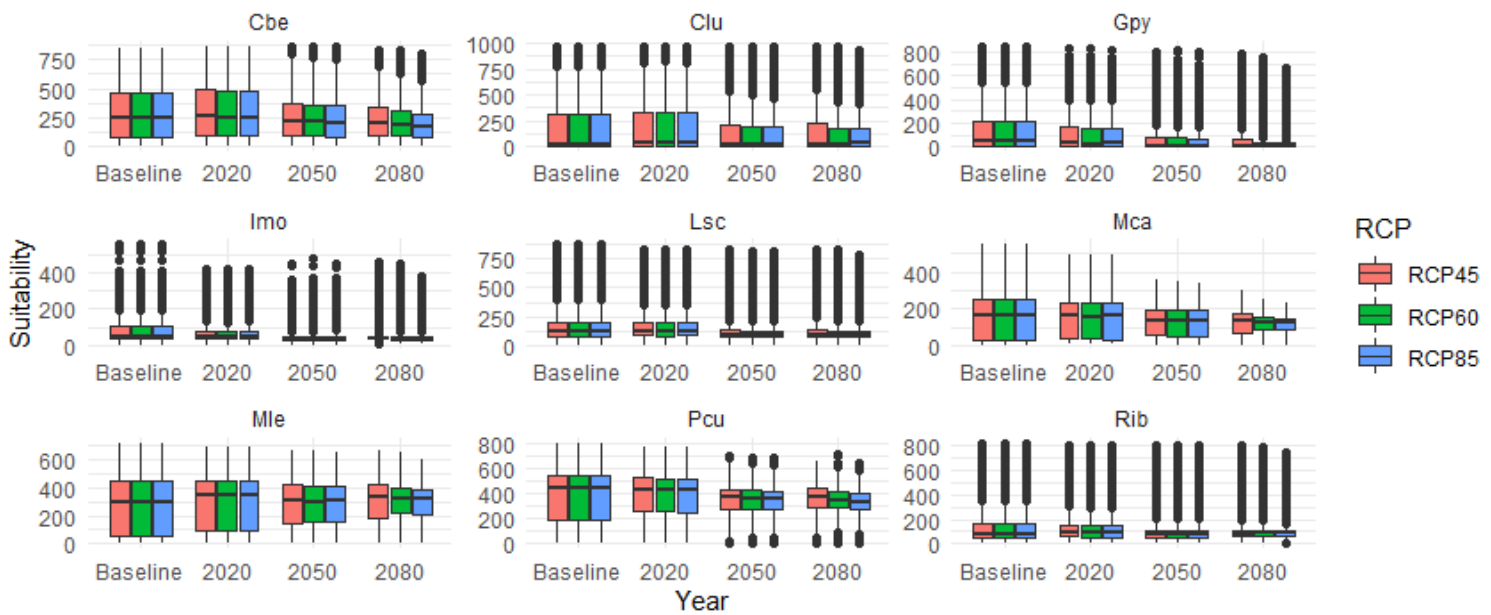 Cbe Clu Gpy
750 500 250 0
1000 750 500 250 0
800 600 400 200 0
Baseline 2020 2050 2080
Baseline 2020 2050 2080
Baseline 2020 2050 2080
Imo Lsc Mca
400 200 0
750 500 250 0
400 200 0
Baseline 2020 2050 2080
Baseline 2020 2050 2080
Baseline 2020 2050 2080
Mle Pcu Rib
600 400 200 0
800 600 400 200 0
800 600 400 200 0
Baseline 2020 2050 2080
Baseline 2020 2050 2080
Baseline 2020 2050 2080
Suitability
Year
RCP
RCP45
RCP60
RCP85